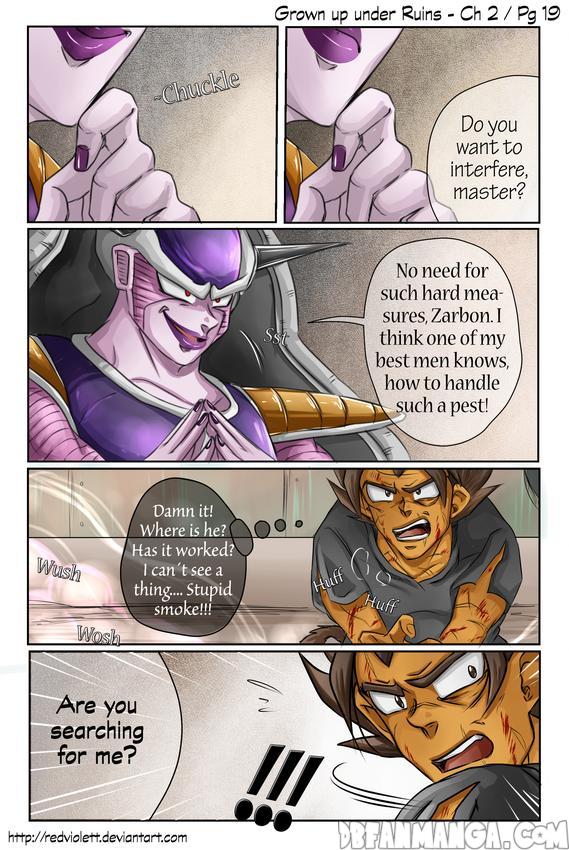 Grown up under Ruins - Ch 2 / Pg 19
~Chuckle
Do you
want to
interfere,
master?
No need for
such hard mea-
sures, Zarbon. I
think one of my
best men knows,
how to handle
such a pest!
Sst
Damn it!
Where is he?
Has it worked?
I can´t see a
thing.... Stupid
smoke!!!
Wush
Wosh
Huff
Huff
Are you
searching
for me?
!!!
http://redviolett.deviantart.com
DBFANMANGA.COM